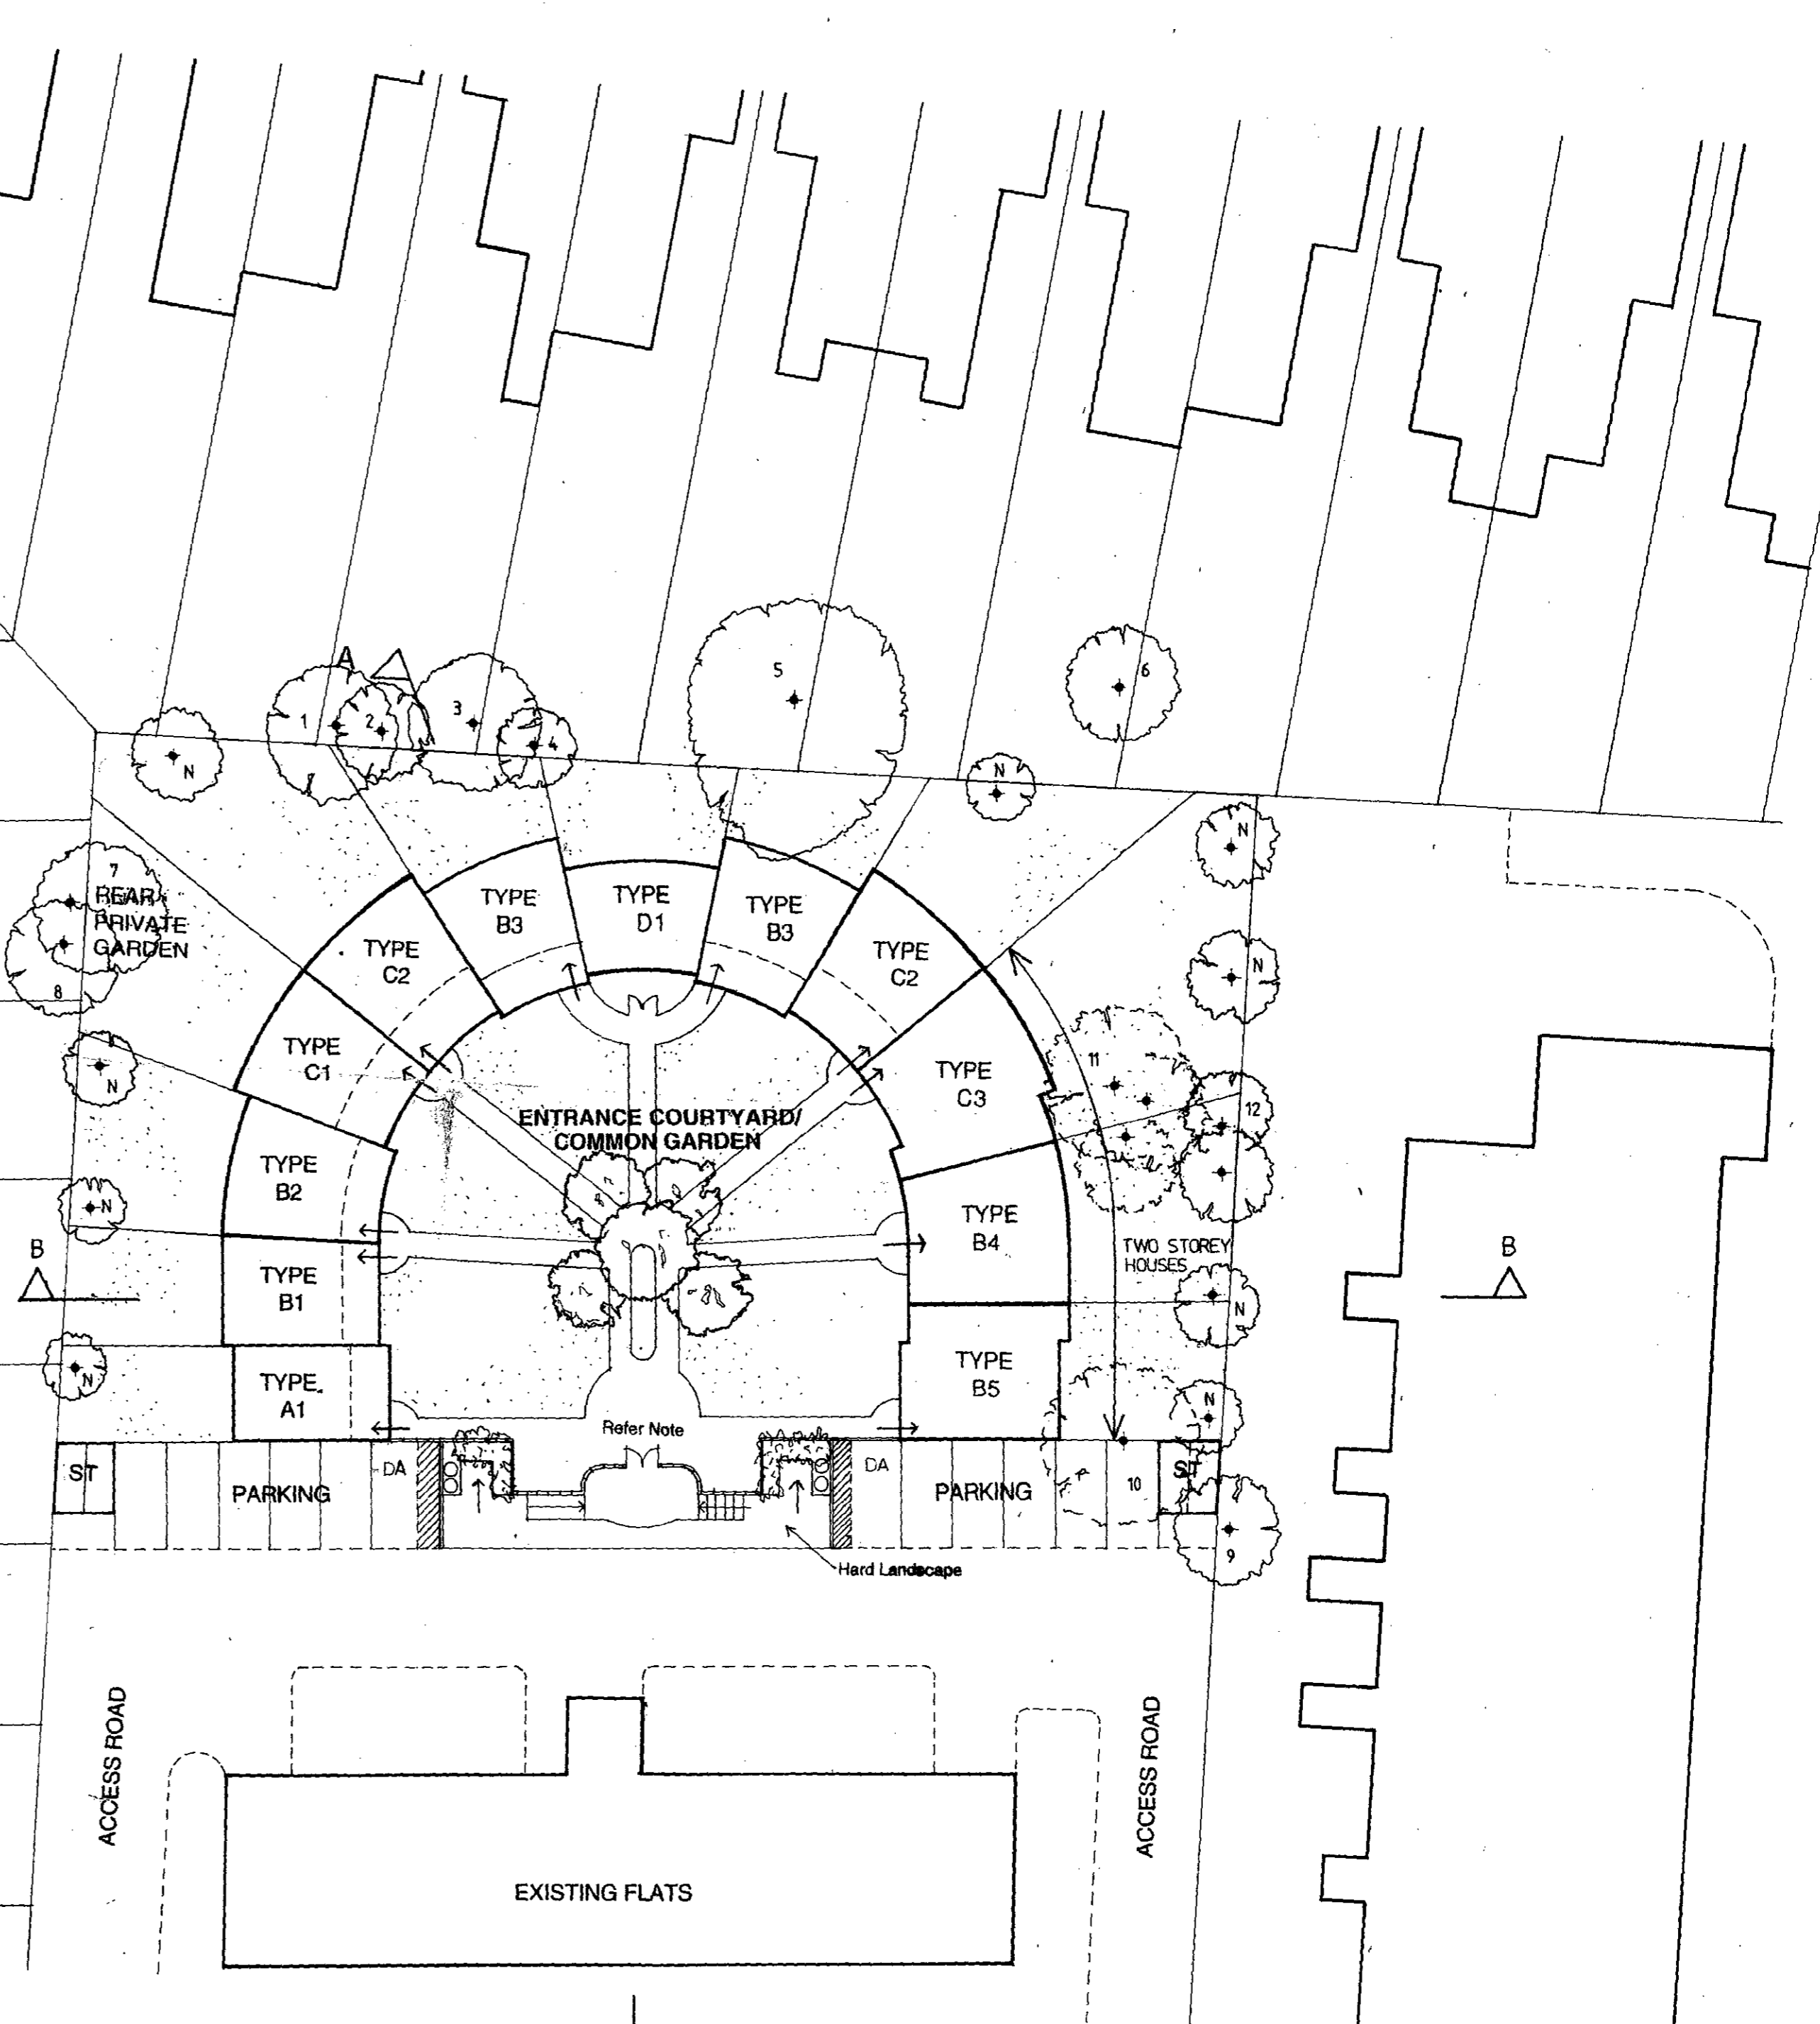 A
1
2
3
4
5
6
N
N
N
7
REAR
PRIVATE
GARDEN
8
TYPE
B3
TYPE
D1
TYPE
B3
TYPE
C2
TYPE
C2
N
TYPE
C1
TYPE
C3
11
12
N
ENTRANCE COURTYARD/
COMMON GARDEN
TYPE
B2
N
TYPE
B4
TWO STOREY
HOUSES
B
B
TYPE
B1
N
TYPE
A1
N
TYPE
B5
N
Refer Note
ST
PARKING
DA
DA
PARKING
10
ST
9
Hard Landscape
ACCESS ROAD
ACCESS ROAD
EXISTING FLATS